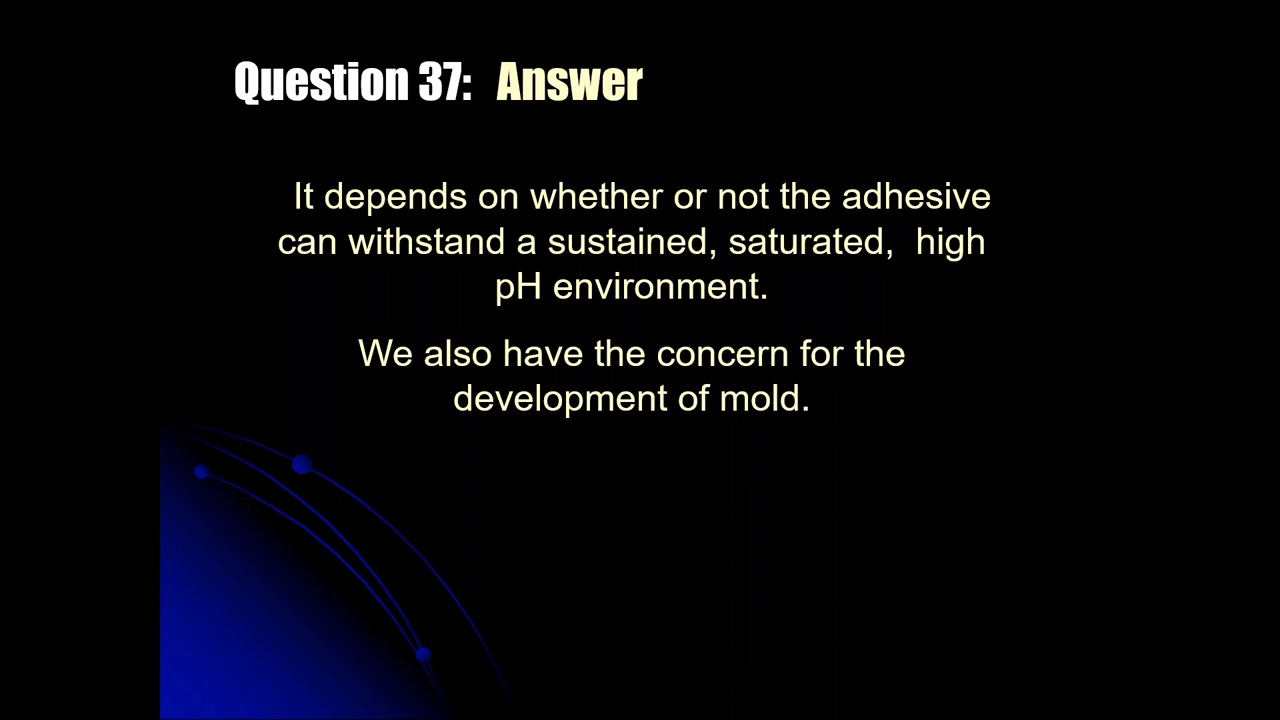 Question 37: Answer
It depends on whether or not the adhesive
can withstand a sustained, saturated, high
pH environment.
We also have the concern for the
development of mold.